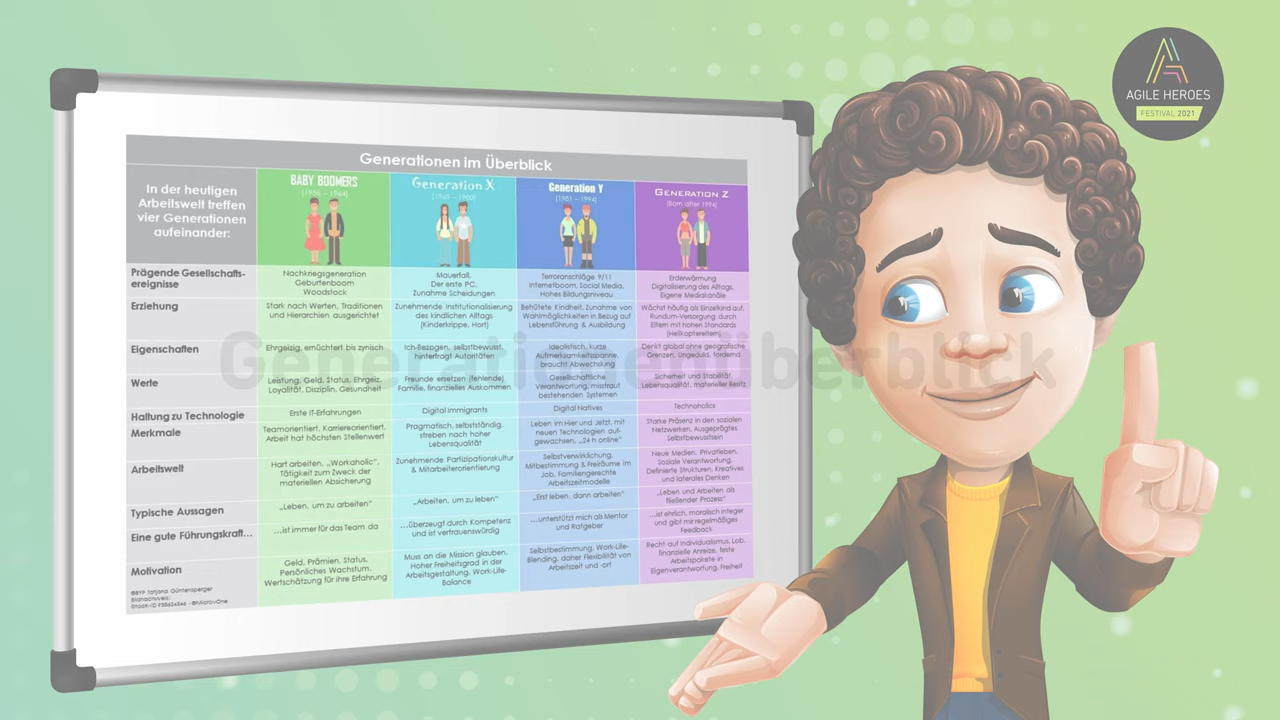 AGILE HEROES
FESTIVAL 2021
Generationen im Überblick
In der heutigen
Arbeitswelt treffen
vier Generationen
aufeinander:
BABY BOOMERS
(1956 – 1964)
Generation X
(1965 – 1980)
Generation Y
(1981 – 1994)
GENERATION Z
(Born after 1994)
Prägende Gesellschafts-
ereignisse
Nachkriegsgeneration
Geburtenboom
Woodstock
Mauerfall,
Der erste PC,
Zunahme Scheidungen
Terroranschläge 9/11
Internetboom, Social Media,
Hohes Bildungsniveau
Erderwärmung
Digitalisierung des Alltags,
Eigene Mediakanäle
Erziehung
Stark nach Werten, Traditionen
und Hierarchien ausgerichtet
Zunehmende Institutionalisierung
des kindlichen Alltags
(Kinderkrippe, Hort)
Behütete Kindheit, Zunahme von
Wahlmöglichkeiten in Bezug auf
Lebensführung & Ausbildung
Wächst häufig als Einzelkind auf,
Rundum-Versorgung durch
Eltern mit hohen Standards
(Helikoptereltern)
Eigenschaften
Ehrgeizig, ernüchtert bis zynisch
Ich-Bezogen, selbstbewusst,
hinterfragt Autoritäten
Idealistisch, kurze
Aufmerksamkeitsspanne,
braucht Abwechslung
Denkt global ohne geografische
Grenzen, Ungeduld, fordernd
Werte
Leistung, Geld, Status, Ehrgeiz,
Loyalität, Disziplin, Gesundheit
Freunde ersetzen (fehlende)
Familie, finanzielles Auskommen
Gesellschaftliche
Verantwortung, misstraut
bestehenden Systemen
Sicherheit und Stabilität,
Lebensqualität, materieller Besitz
Haltung zu Technologie
Erste IT-Erfahrungen
Digital Immigrants
Digital Natives
Technoholics
Merkmale
Teamorientiert, Karriereorientiert,
Arbeit hat höchsten Stellenwert
Pragmatisch, selbstständig,
streben nach hoher
Lebensqualität
Leben im Hier und Jetzt, mit
neuen Technologien auf-
gewachsen, „24 h online“
Starke Präsenz in den sozialen
Netzwerken, Ausgeprägtes
Selbstbewusstsein
Arbeitswelt
Hart arbeiten, „Workaholic“,
Tätigkeit zum Zweck der
materiellen Absicherung
Zunehmende Partizipationskultur
& Mitarbeiterorientierung
Selbstverwirklichung,
Mitbestimmung & Freiräume im
Job, Familiengerechte
Arbeitszeitmodelle
Neue Medien, Privatleben,
Soziale Verantwortung,
Definierte Strukturen, Kreatives
und laterales Denken
Typische Aussagen
„Leben, um zu arbeiten“
„Arbeiten, um zu leben“
„Erst leben, dann arbeiten“
„Leben und Arbeiten als
fließender Prozess“
Eine gute Führungskraft...
...ist immer für das Team da
...überzeugt durch Kompetenz
und ist vertrauenswürdig
...unterstützt mich als Mentor
und Ratgeber
...ist ehrlich, moralisch integer
und gibt mir regelmäßiges
Feedback
Motivation
Geld, Prämien, Status,
Persönliches Wachstum,
Wertschätzung für ihre Erfahrung
Muss an die Mission glauben,
Hoher Freiheitsgrad in der
Arbeitsgestaltung, Work-Life-
Balance
Selbstbestimmung, Work-Life-
Blending, daher Flexibilität von
Arbeitszeit und -ort
Recht auf Individualismus, Lob,
finanzielle Anreize, feste
Arbeitspakete in
Eigenverantwortung, Freiheit
©BYP Tatjana Güntensperger
Bildnachweis: